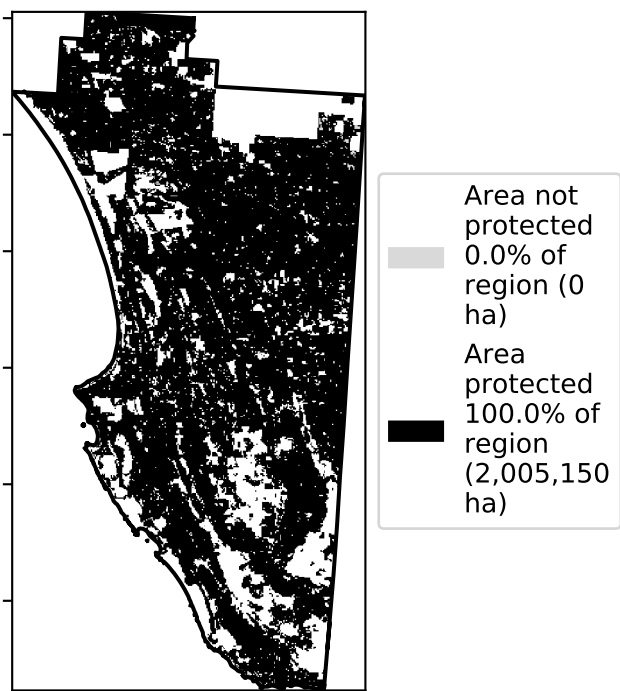 Area not
protected
0.0% of
region (0
ha)
Area
protected
100.0% of
region
(2,005,150
ha)